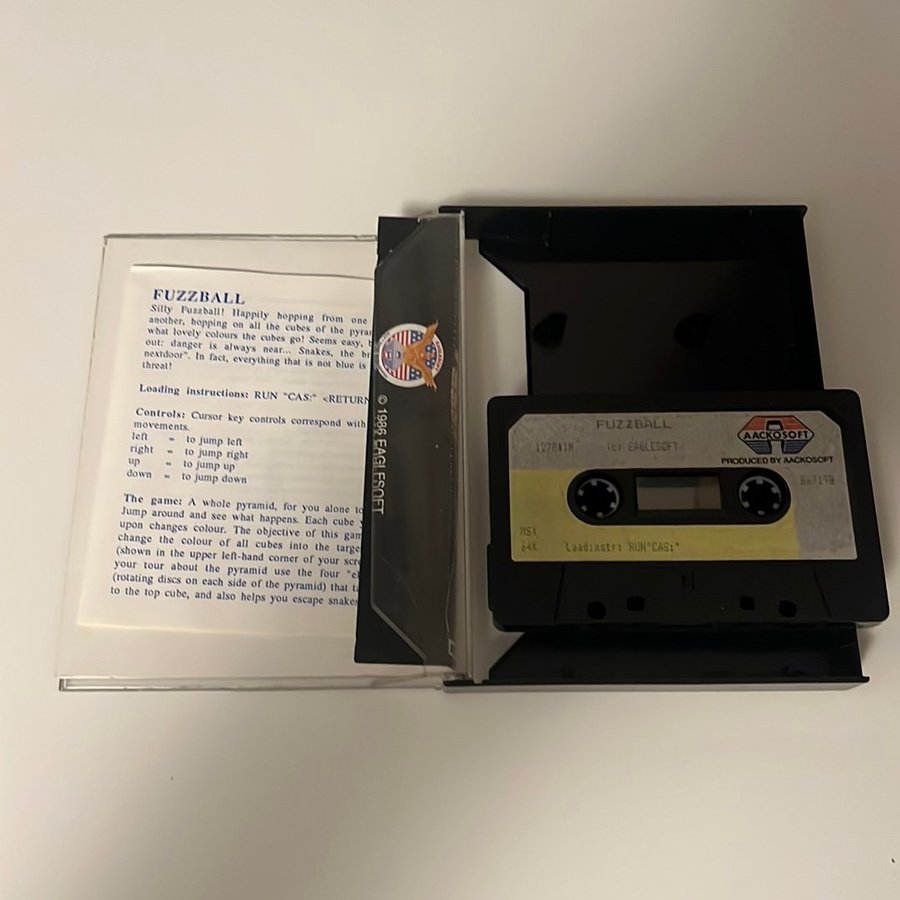 FUZZBALL
Silly Fuzzball! Happily hopping from one
another, hopping on all the cubes of the
what lovely colours the cubes go! Seems easy,
out: danger is always near... Snakes, the
nextdoor". In fact, everything that is not blue is
threat!
Loading instructions: RUN "CAS:" <RETURN
Controls: Cursor key controls correspond with
movements.
left = to jump left
right = to jump right
up = to jump up
down = to jump down
The game: A whole pyramid, for you alone to
Jump around and see what happens. Each cube
upon changes colour. The objective of this
change the colour of all cubes into the
(shown in the upper left-hand corner of your
your tour about the pyramid use the four
(rotating discs on each side of the pyramid) that
to the top cube, and also helps you escape
© 1986 EAGLESOFT
FUZZBALL
(c) EAGLESOFT
AACKOSOFT
PRODUCED BY AACKOSOFT
64K Laadinstr: RUN"CAS:"